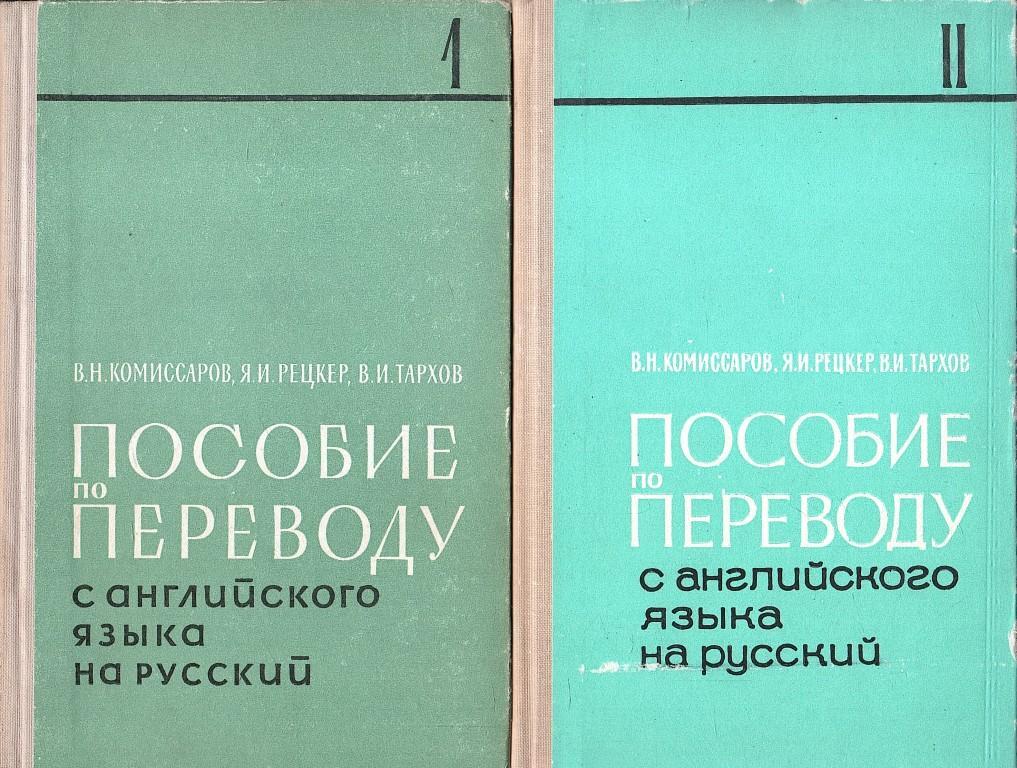 1
В.Н.КОМИССАРОВ, Я.И.РЕЦКЕР, В.И.ТАРХОВ
ПОСОБИЕ
ПО
ПЕРЕВОДУ
с английского
языка
на русский
II
В.Н.КОМИССАРОВ, Я.И.РЕЦКЕР, В.И.ТАРХОВ
ПОСОБИЕ
ПО
ПЕРЕВОДУ
с английского
языка
на русский